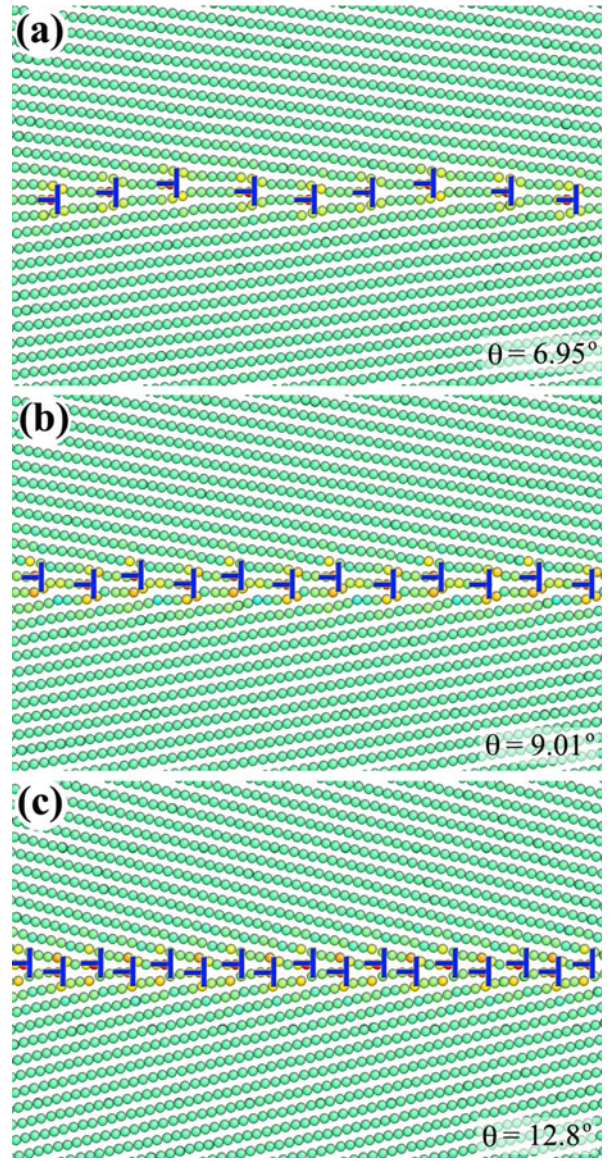 (a)
θ = 6.95°
(b)
θ = 9.01°
(c)
θ = 12.8°